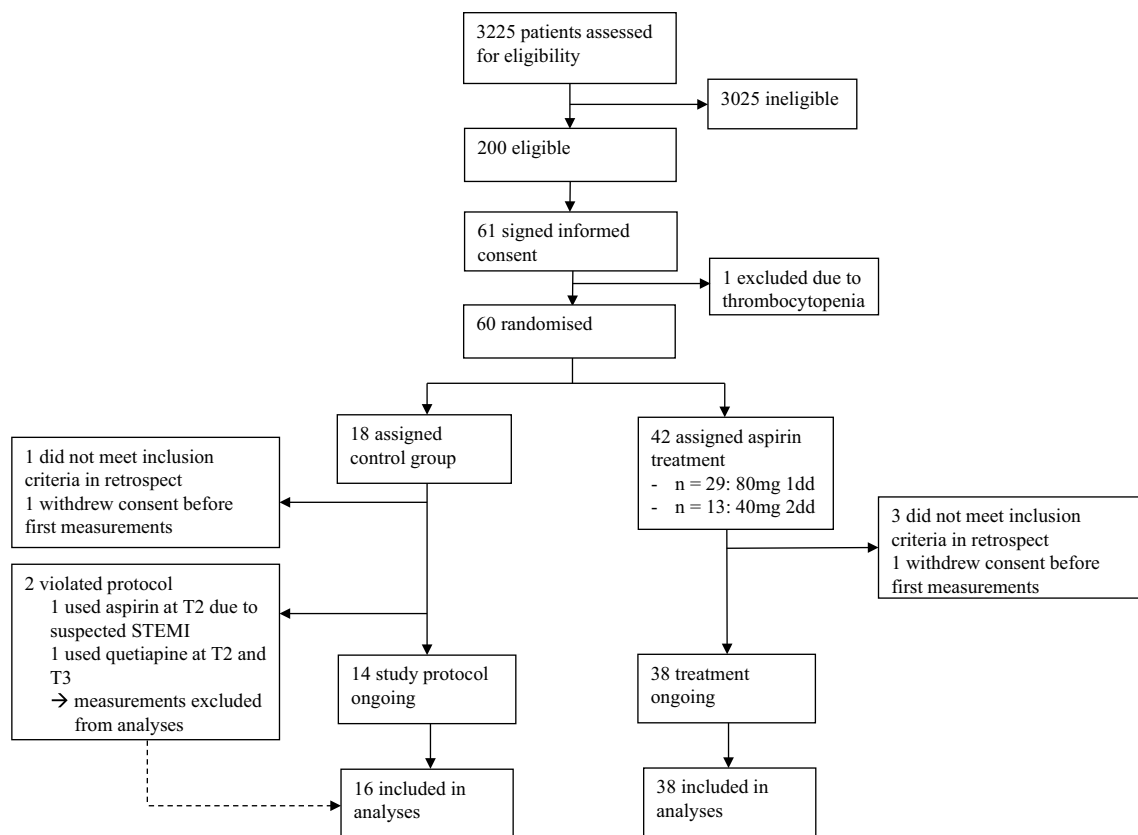 3225 patients assessed
for eligibility
3025 ineligible
200 eligible
61 signed informed
consent
1 excluded due to
thrombocytopenia
60 randomised
18 assigned
control group
42 assigned aspirin
treatment
- n = 29: 80mg 1dd
- n = 13: 40mg 2dd
1 did not meet inclusion
criteria in retrospect
1 withdrew consent before
first measurements
3 did not meet inclusion
criteria in retrospect
1 withdrew consent before
first measurements
2 violated protocol
1 used aspirin at T2 due to
suspected STEMI
1 used quetiapine at T2 and
T3
→ measurements excluded
from analyses
14 study protocol
ongoing
38 treatment
ongoing
16 included in
analyses
38 included in
analyses